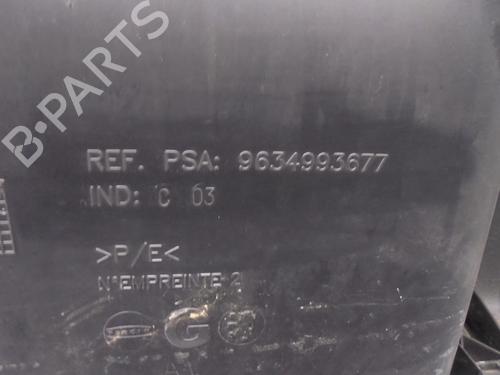 B-PARTS
REF. PSA: 9634993677
IND: C 03
>P/E<
N°EMPREINTE 2
G